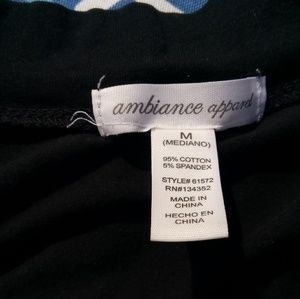 ambiance apparel
M
(MEDIANO)
95% COTTON
5% SPANDEX
STYLE# 61572
RN#134352
MADE IN
CHINA
HECHO EN
CHINA